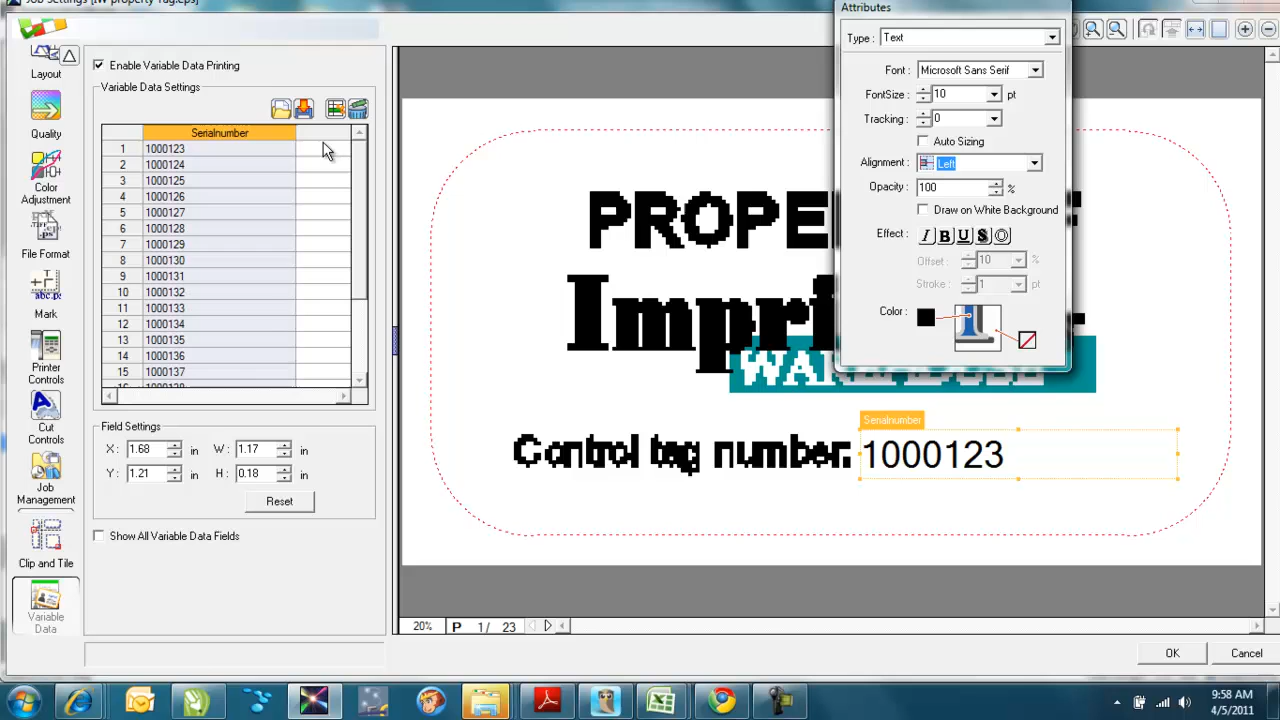 Job Settings [IW property Tag.eps]
Attributes
Type : Text
Font : Microsoft Sans Serif
FontSize : 10 pt
Tracking : 0
Auto Sizing
Alignment : Left
Opacity : 100 %
Draw on White Background
Effect : I B U S O
Offset : 10 %
Stroke : 1 pt
Color :
Layout
Quality
Color
Adjustment
File Format
abc.ps
Mark
Printer
Controls
Cut
Controls
Job
Management
Clip and Tile
Variable
Data
Enable Variable Data Printing
Variable Data Settings
Serialnumber
1 1000123
2 1000124
3 1000125
4 1000126
5 1000127
6 1000128
7 1000129
8 1000130
9 1000131
10 1000132
11 1000133
12 1000134
13 1000135
14 1000136
15 1000137
16 1000138
Field Settings
X : 1.68 in W : 1.17 in
Y : 1.21 in H : 0.18 in
Reset
Show All Variable Data Fields
PROPE
Impri
Serialnumber
Control tag number: 1000123
20% P 1/ 23
OK Cancel
9:58 AM
4/5/2011